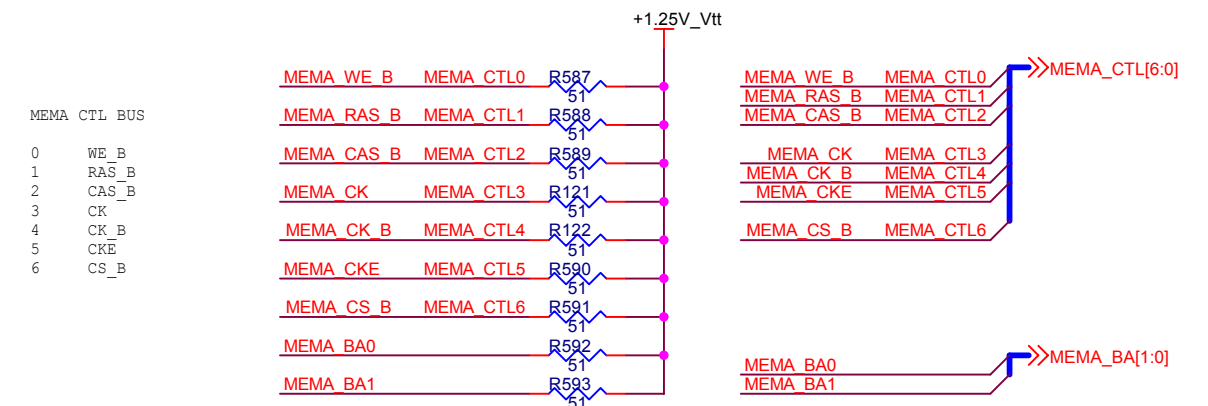 +1.25V_Vtt
MEMA CTL BUS
0 WE_B
1 RAS_B
2 CAS_B
3 CK
4 CK_B
5 CKE
6 CS_B
MEMA_WE_B MEMA_CTL0 R587 51
MEMA_RAS_B MEMA_CTL1 R588 51
MEMA_CAS_B MEMA_CTL2 R589 51
MEMA_CK MEMA_CTL3 R121 51
MEMA_CK_B MEMA_CTL4 R122 51
MEMA_CKE MEMA_CTL5 R590 51
MEMA_CS_B MEMA_CTL6 R591 51
MEMA_BA0 R592 51
MEMA_BA1 R593 51
MEMA_WE_B MEMA_CTL0 MEMA_CTL[6:0]
MEMA_RAS_B MEMA_CTL1
MEMA_CAS_B MEMA_CTL2
MEMA_CK MEMA_CTL3
MEMA_CK_B MEMA_CTL4
MEMA_CKE MEMA_CTL5
MEMA_CS_B MEMA_CTL6
MEMA_BA0 MEMA_BA[1:0]
MEMA_BA1